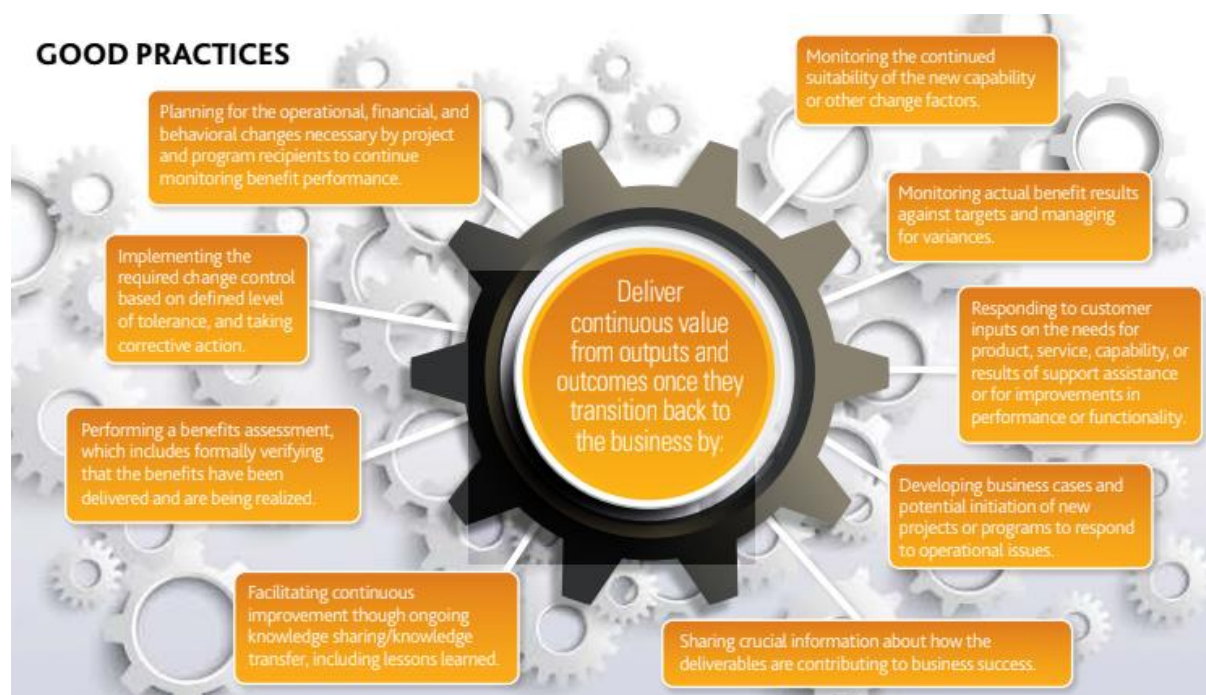 GOOD PRACTICES
Planning for the operational, financial, and
behavioral changes necessary by project
and program recipients to continue
monitoring benefit performance.
Implementing the
required change control
based on defined level
of tolerance, and taking
corrective action.
Performing a benefits assessment,
which includes formally verifying
that the benefits have been
delivered and are being realized.
Facilitating continuous
improvement though ongoing
knowledge sharing/knowledge
transfer, including lessons learned.
Deliver
continuous value
from outputs and
outcomes once they
transition back to
the business by:
Monitoring the continued
suitability of the new capability
or other change factors.
Monitoring actual benefit results
against targets and managing
for variances.
Responding to customer
inputs on the needs for
product, service, capability, or
results of support assistance
or for improvements in
performance or functionality.
Developing business cases and
potential initiation of new
projects or programs to respond
to operational issues.
Sharing crucial information about how the
deliverables are contributing to business success.